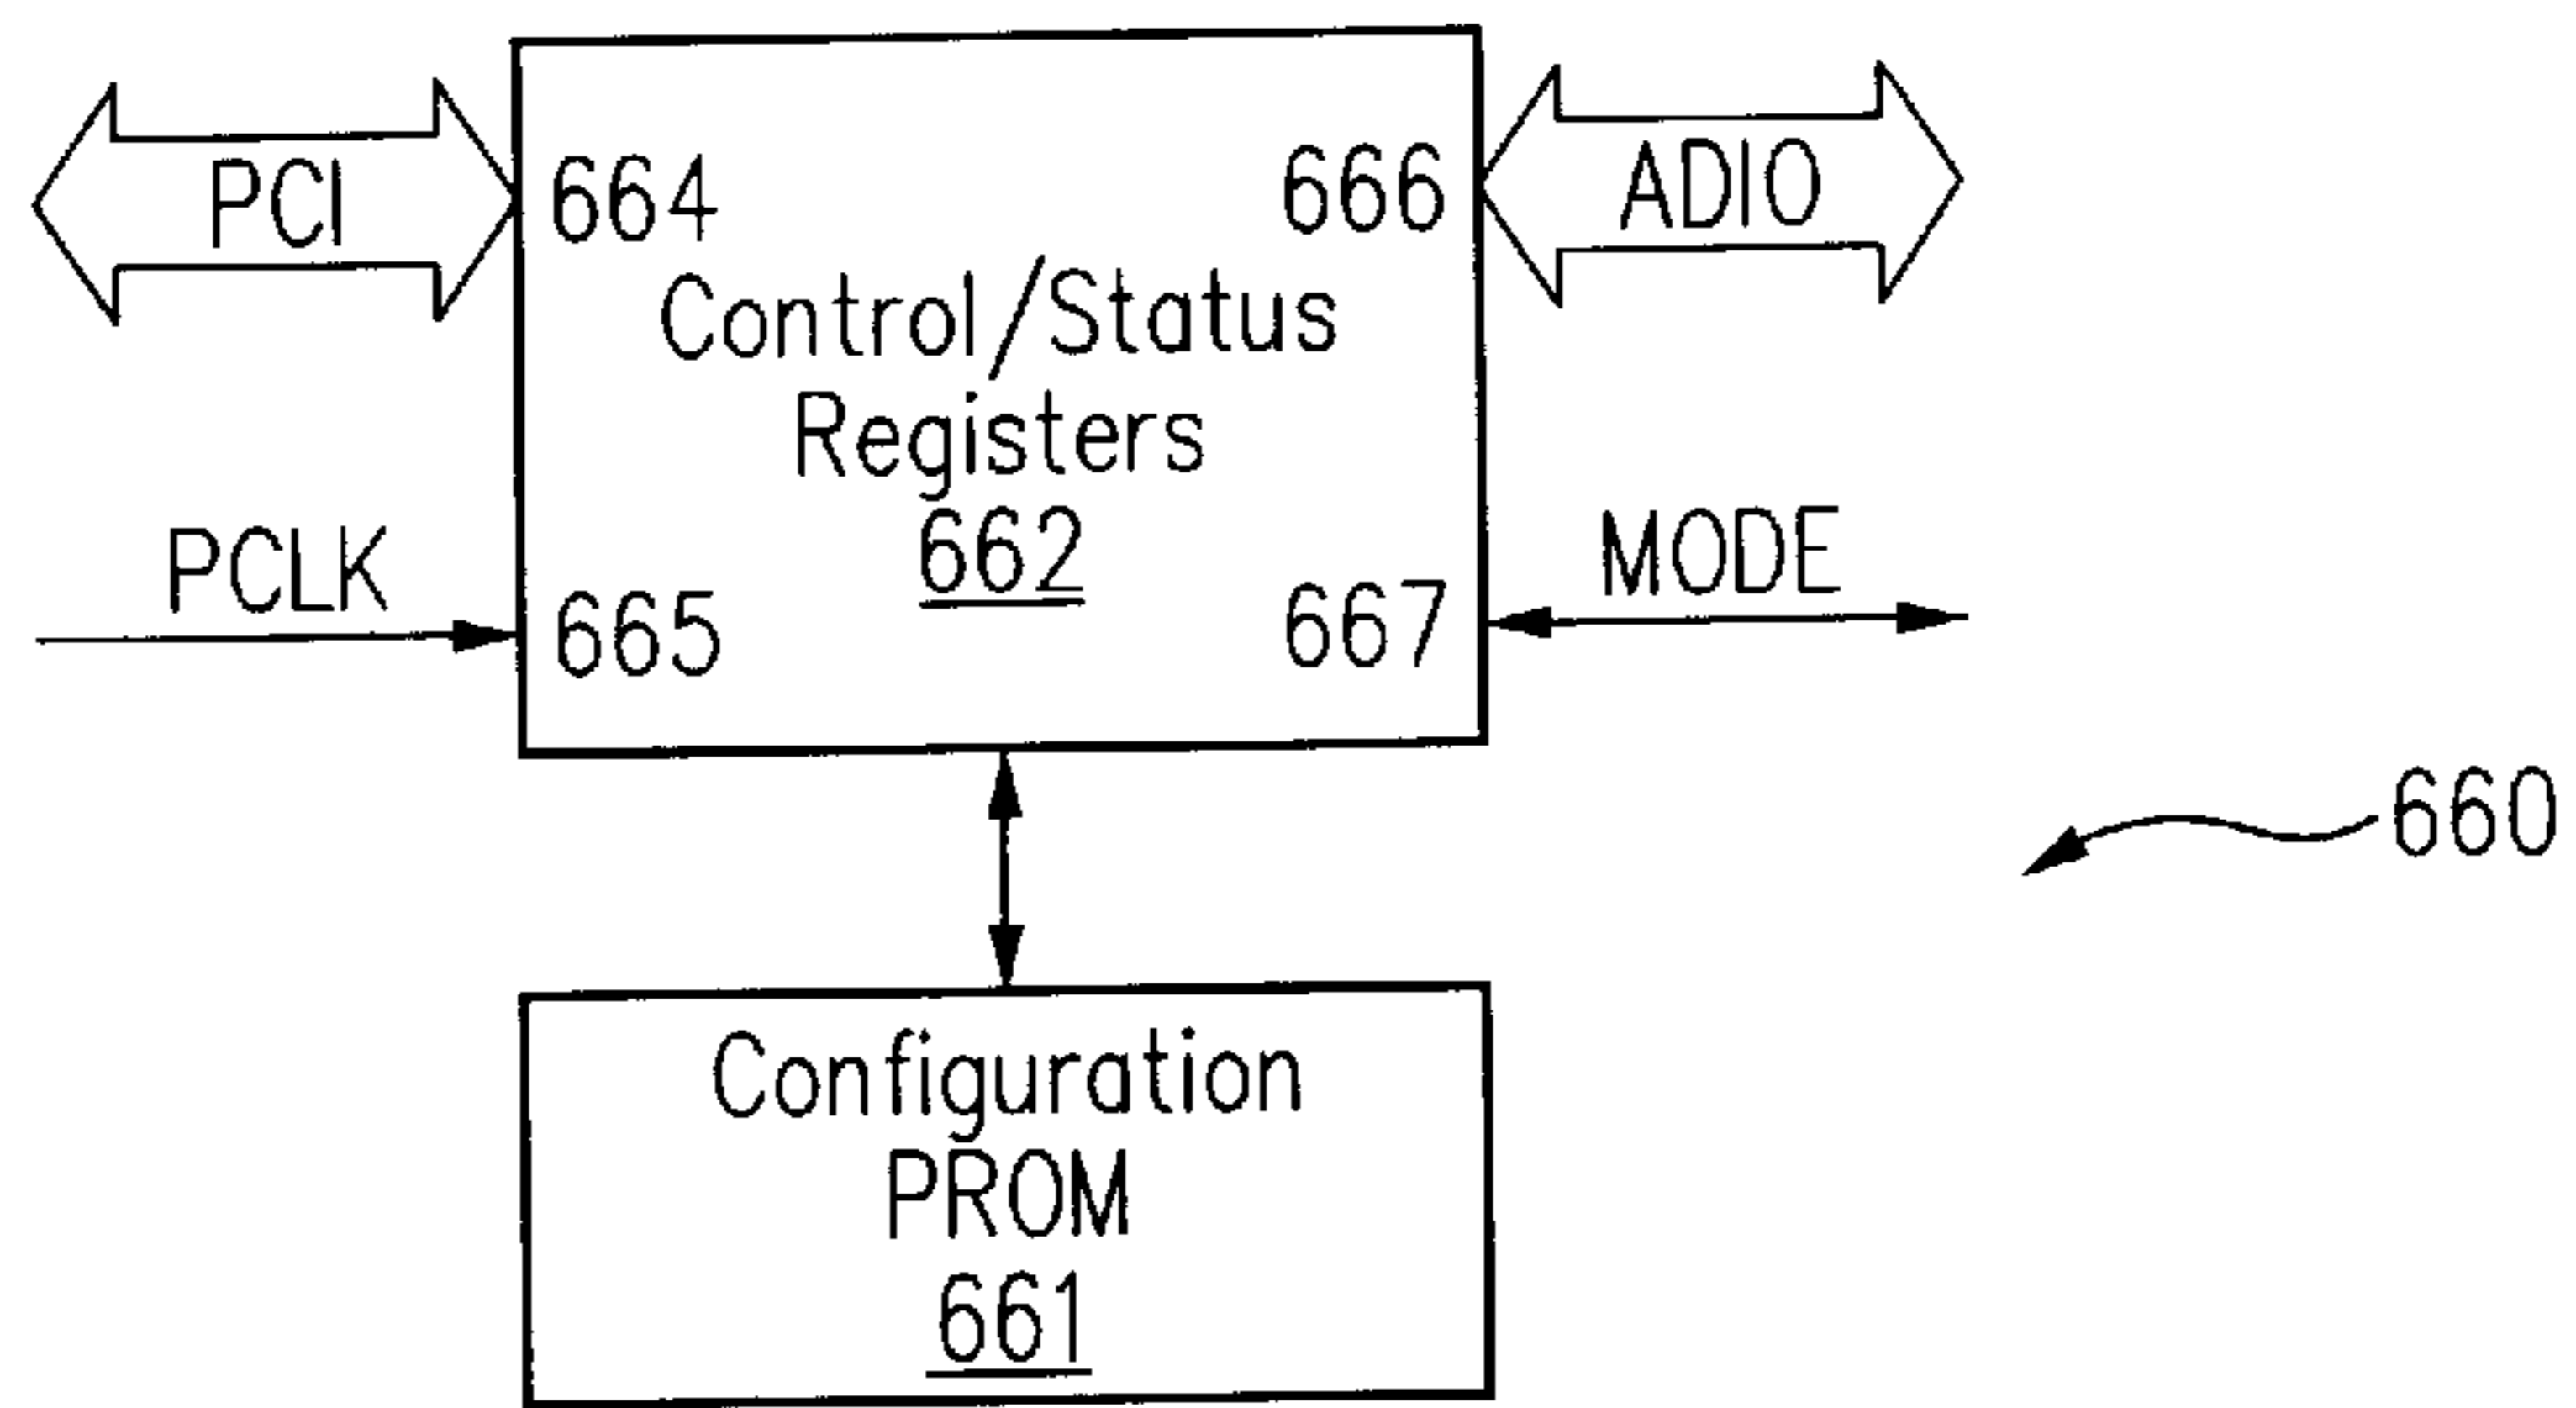 PCI
664
666
ADIO
Control/Status
Registers
662
PCLK
665
667
MODE
660
Configuration
PROM
661